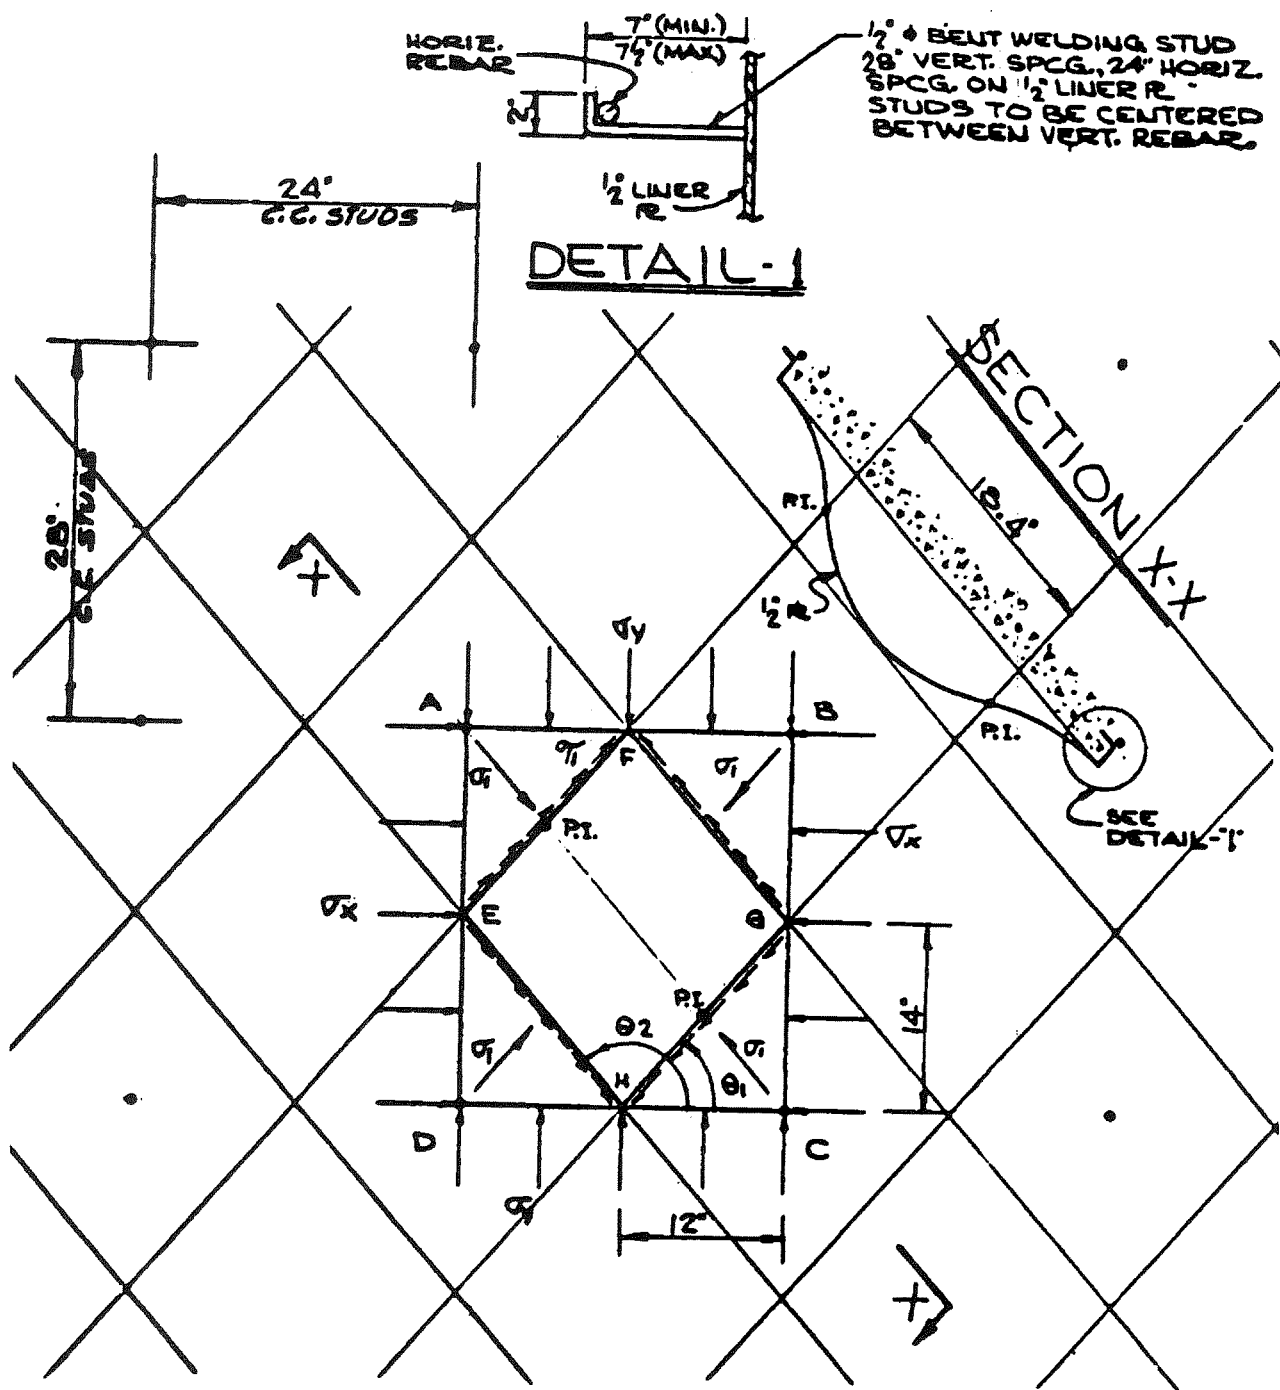 HORIZ.
REBAR
7" (MIN.)
7½" (MAX)
2"
½" LINER
PL
½" ϕ BENT WELDING STUD
28" VERT. SPCG., 24" HORIZ.
SPCG. ON ½" LINER PL
STUDS TO BE CENTERED
BETWEEN VERT. REBAR.
DETAIL-1
24"
C.C. STUDS
28"
C.C. STUDS
SECTION X-X
18.4"
P.I.
½" PL
P.I.
SEE
DETAIL-"1"
X
σy
A
B
σ1
τ1
F
σ1
P.I.
σx
σx
E
G
P.I.
14"
σ1
θ2
σ1
H
θ1
D
C
σy
12"
X